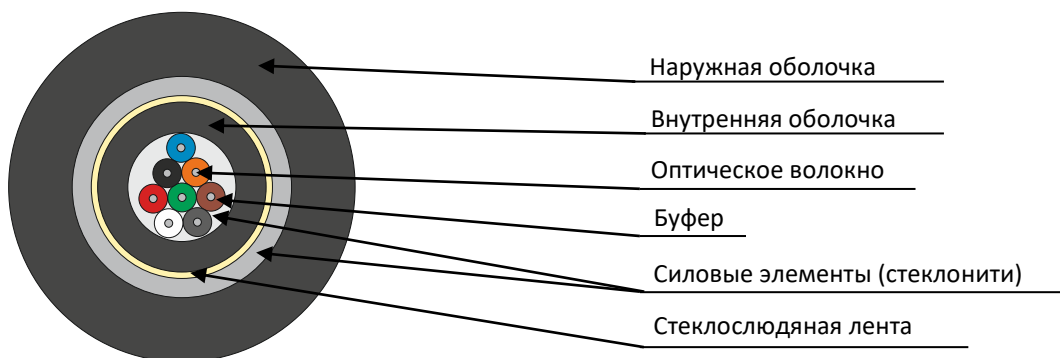 Наружная оболочка
Внутренняя оболочка
Оптическое волокно
Буфер
Силовые элементы (стеклонити)
Стеклослюдяная лента